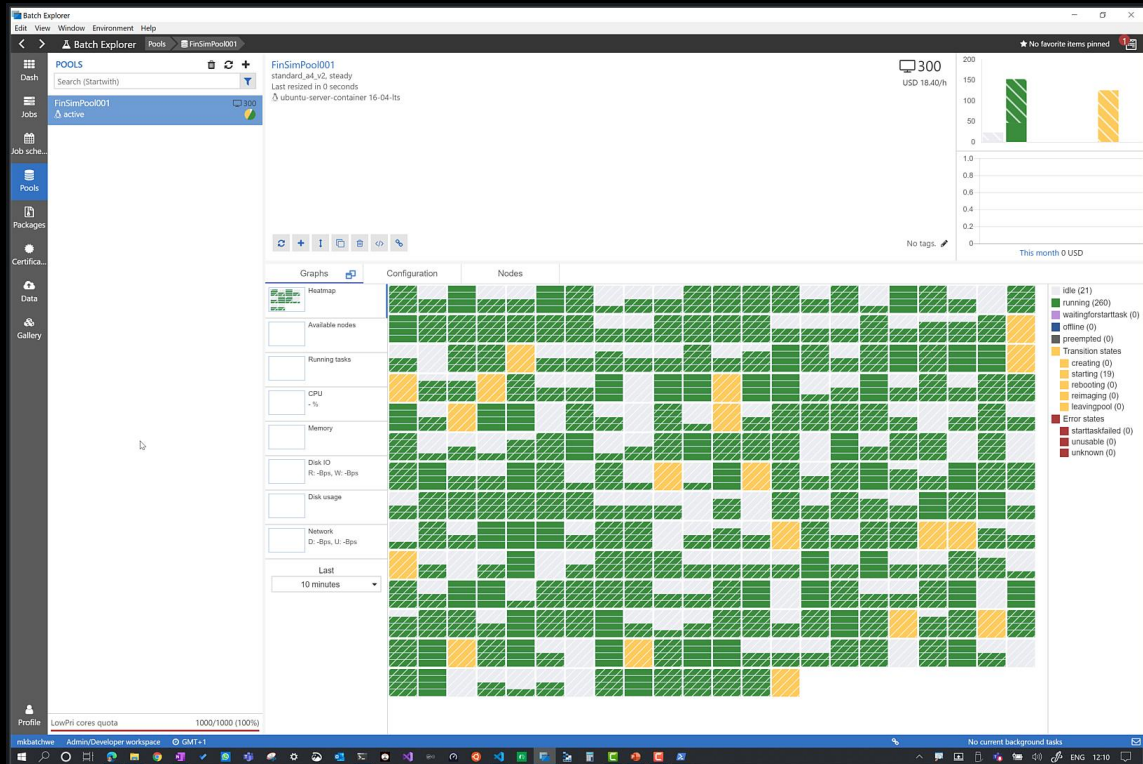 Batch Explorer
Edit View Window Environment Help
Batch Explorer Pools FinSimPool001
No favorite items pinned
1
Dash
Jobs
Job sche...
Pools
Packages
Certifica...
Data
Gallery
Profile
POOLS
Search (Startwith)
FinSimPool001 300
active
LowPri cores quota 1000/1000 (100%)
FinSimPool001
standard_a4_v2, steady
Last resized in 0 seconds
ubuntu-server-container 16-04-lts
300
USD 18.40/h
No tags.
200
150
100
50
0
1.0
0.8
0.6
0.4
0.2
0
This month 0 USD
Graphs Configuration Nodes
Heatmap
Available nodes
Running tasks
CPU
- %
Memory
Disk IO
R: -Bps, W: -Bps
Disk usage
Network
D: -Bps, U: -Bps
Last
10 minutes
idle (21)
running (260)
waitingforstarttask (0)
offline (0)
preempted (0)
Transition states
creating (0)
starting (19)
rebooting (0)
reimaging (0)
leavingpool (0)
Error states
starttaskfailed (0)
unusable (0)
unknown (0)
mkbatchwe Admin/Developer workspace GMT+1
No current background tasks
ENG 12:10